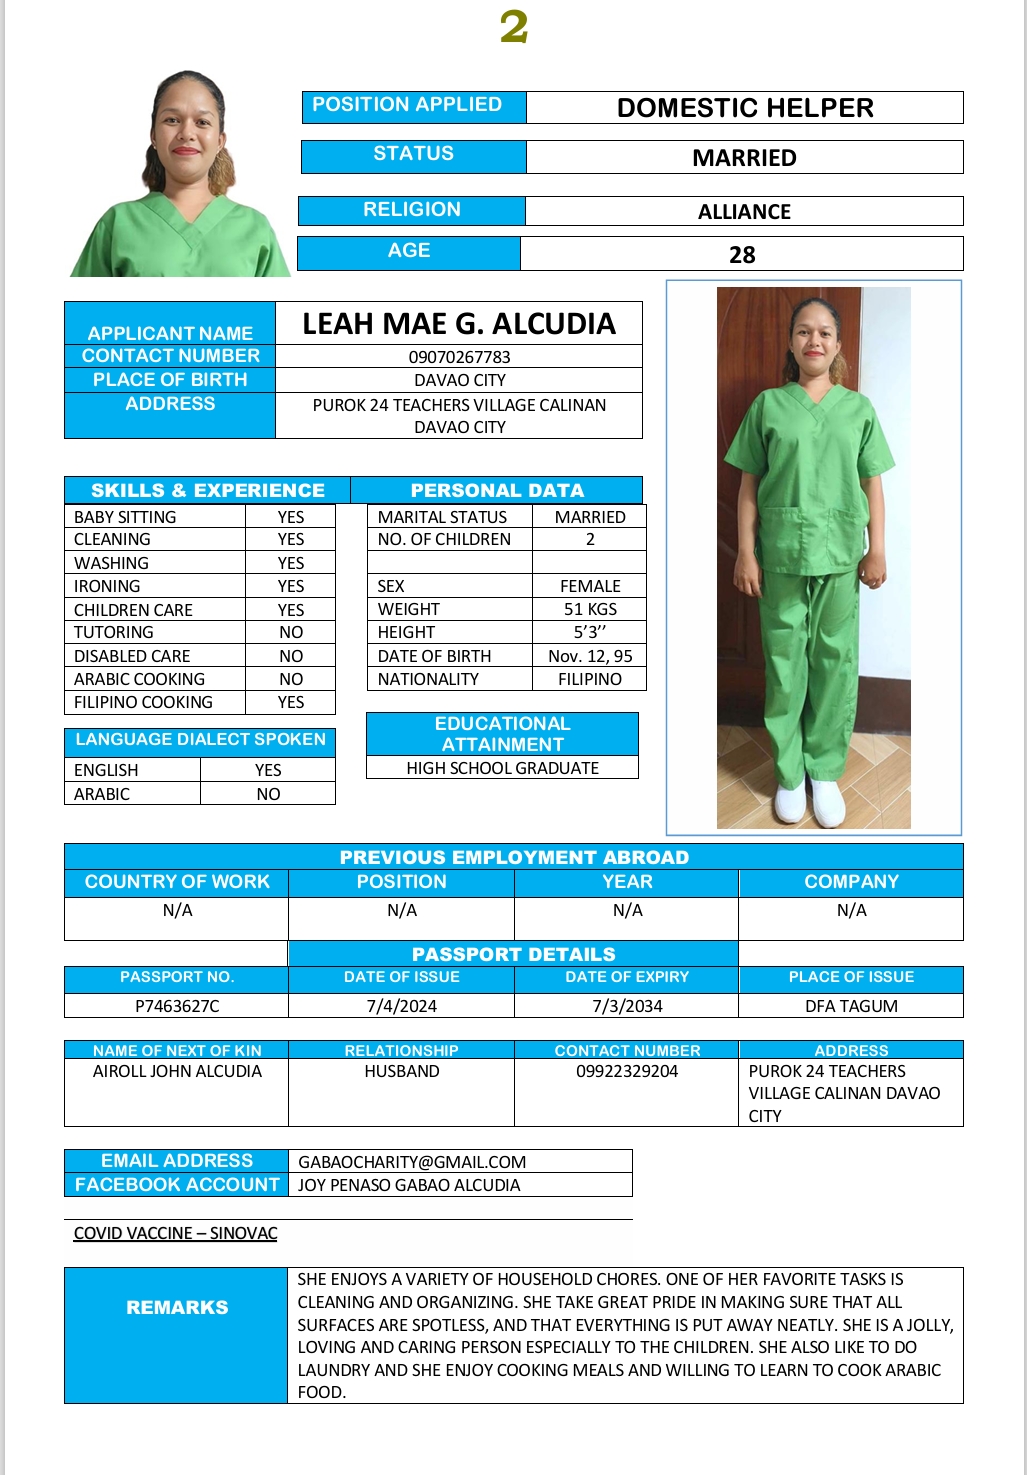 2
POSITION APPLIED DOMESTIC HELPER
STATUS MARRIED
RELIGION ALLIANCE
AGE 28
APPLICANT NAME LEAH MAE G. ALCUDIA
CONTACT NUMBER 09070267783
PLACE OF BIRTH DAVAO CITY
ADDRESS PUROK 24 TEACHERS VILLAGE CALINAN
DAVAO CITY
SKILLS & EXPERIENCE PERSONAL DATA
BABY SITTING YES MARITAL STATUS MARRIED
CLEANING YES NO. OF CHILDREN 2
WASHING YES
IRONING YES SEX FEMALE
CHILDREN CARE YES WEIGHT 51 KGS
TUTORING NO HEIGHT 5’3’’
DISABLED CARE NO DATE OF BIRTH Nov. 12, 95
ARABIC COOKING NO NATIONALITY FILIPINO
FILIPINO COOKING YES
LANGUAGE DIALECT SPOKEN
ENGLISH YES
ARABIC NO
EDUCATIONAL
ATTAINMENT
HIGH SCHOOL GRADUATE
PREVIOUS EMPLOYMENT ABROAD
COUNTRY OF WORK POSITION YEAR COMPANY
N/A N/A N/A N/A
PASSPORT DETAILS
PASSPORT NO. DATE OF ISSUE DATE OF EXPIRY PLACE OF ISSUE
P7463627C 7/4/2024 7/3/2034 DFA TAGUM
NAME OF NEXT OF KIN RELATIONSHIP CONTACT NUMBER ADDRESS
AIROLL JOHN ALCUDIA HUSBAND 09922329204 PUROK 24 TEACHERS
VILLAGE CALINAN DAVAO
CITY
EMAIL ADDRESS GABAOCHARITY@GMAIL.COM
FACEBOOK ACCOUNT JOY PENASO GABAO ALCUDIA
COVID VACCINE – SINOVAC
REMARKS
SHE ENJOYS A VARIETY OF HOUSEHOLD CHORES. ONE OF HER FAVORITE TASKS IS
CLEANING AND ORGANIZING. SHE TAKE GREAT PRIDE IN MAKING SURE THAT ALL
SURFACES ARE SPOTLESS, AND THAT EVERYTHING IS PUT AWAY NEATLY. SHE IS A JOLLY,
LOVING AND CARING PERSON ESPECIALLY TO THE CHILDREN. SHE ALSO LIKE TO DO
LAUNDRY AND SHE ENJOY COOKING MEALS AND WILLING TO LEARN TO COOK ARABIC
FOOD.